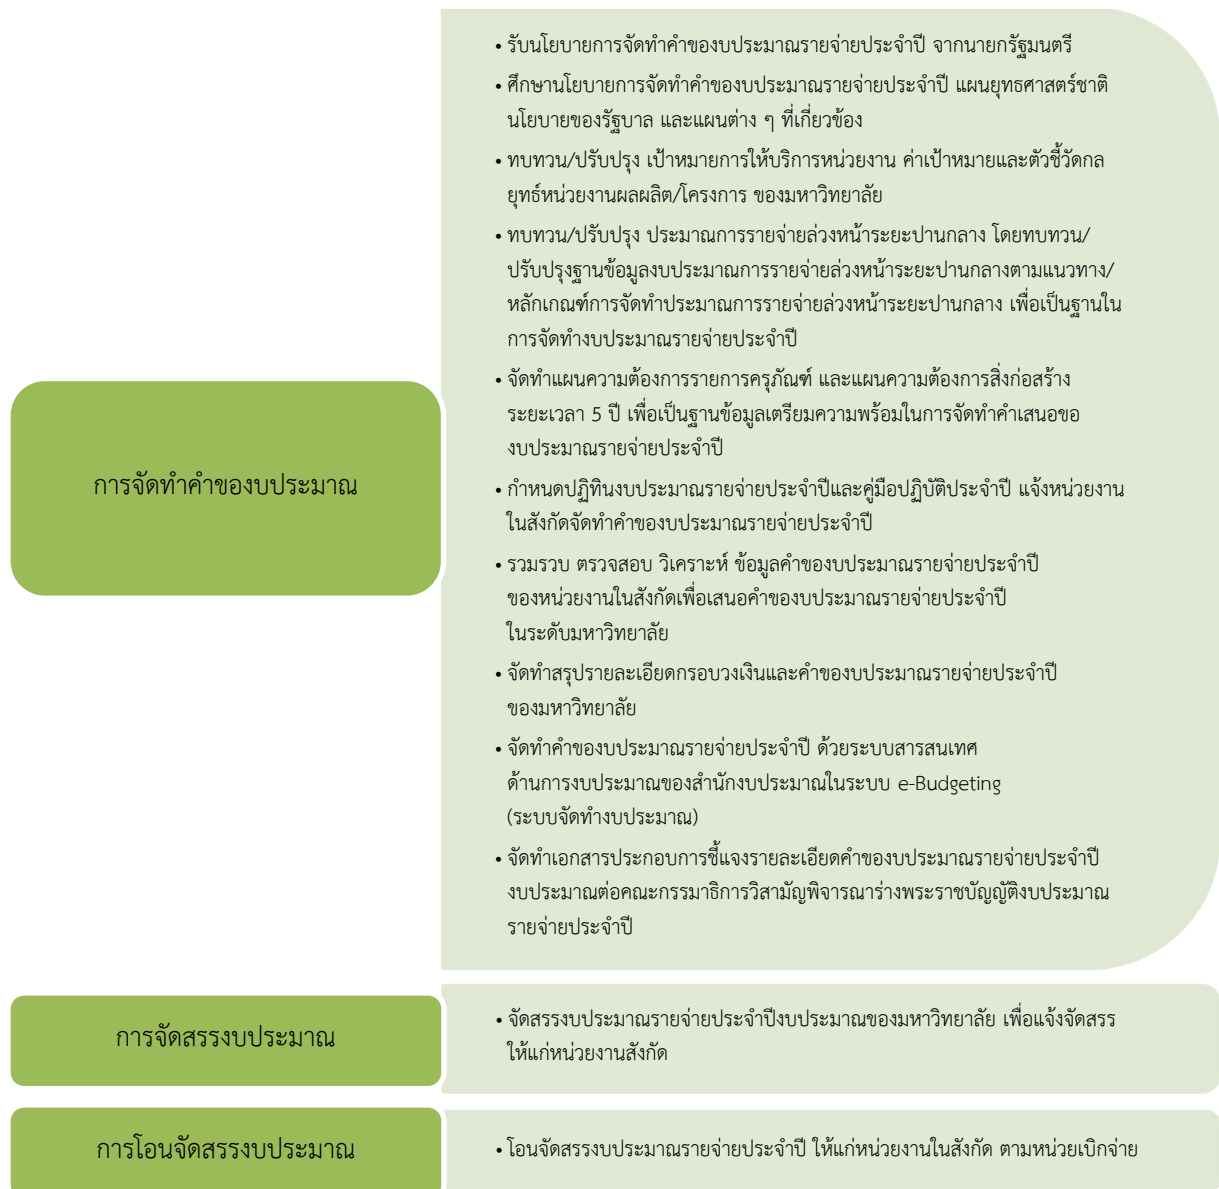 • รับนโยบายการจัดทำคำของบประมาณรายจ่ายประจำปี จากนายกรัฐมนตรี
• ศึกษานโยบายการจัดทำคำของบประมาณรายจ่ายประจำปี แผนยุทธศาสตร์ชาติ
นโยบายของรัฐบาล และแผนต่าง ๆ ที่เกี่ยวข้อง
• ทบทวน/ปรับปรุง เป้าหมายการให้บริการหน่วยงาน ค่าเป้าหมายและตัวชี้วัดกล
ยุทธ์หน่วยงานผลผลิต/โครงการ ของมหาวิทยาลัย
• ทบทวน/ปรับปรุง ประมาณการรายจ่ายล่วงหน้าระยะปานกลาง โดยทบทวน/
ปรับปรุงฐานข้อมูลงบประมาณการรายจ่ายล่วงหน้าระยะปานกลางตามแนวทาง/
หลักเกณฑ์การจัดทำประมาณการรายจ่ายล่วงหน้าระยะปานกลาง เพื่อเป็นฐานใน
การจัดทำงบประมาณรายจ่ายประจำปี
• จัดทำแผนความต้องการรายการครุภัณฑ์ และแผนความต้องการสิ่งก่อสร้าง
ระยะเวลา 5 ปี เพื่อเป็นฐานข้อมูลเตรียมความพร้อมในการจัดทำคำเสนอขอ
งบประมาณรายจ่ายประจำปี
การจัดทำคำของบประมาณ
• กำหนดปฏิทินงบประมาณรายจ่ายประจำปีและคู่มือปฏิบัติประจำปี แจ้งหน่วยงาน
ในสังกัดจัดทำคำของบประมาณรายจ่ายประจำปี
• รวมรวบ ตรวจสอบ วิเคราะห์ ข้อมูลคำของบประมาณรายจ่ายประจำปี
ของหน่วยงานในสังกัดเพื่อเสนอคำของบประมาณรายจ่ายประจำปี
ในระดับมหาวิทยาลัย
• จัดทำสรุปรายละเอียดกรอบวงเงินและคำของบประมาณรายจ่ายประจำปี
ของมหาวิทยาลัย
• จัดทำคำของบประมาณรายจ่ายประจำปี ด้วยระบบสารสนเทศ
ด้านการงบประมาณของสำนักงบประมาณในระบบ e-Budgeting
(ระบบจัดทำงบประมาณ)
• จัดทำเอกสารประกอบการชี้แจงรายละเอียดคำของบประมาณรายจ่ายประจำปี
งบประมาณต่อคณะกรรมาธิการวิสามัญพิจารณาร่างพระราชบัญญัติงบประมาณ
รายจ่ายประจำปี
การจัดสรรงบประมาณ
• จัดสรรงบประมาณรายจ่ายประจำปีงบประมาณของมหาวิทยาลัย เพื่อแจ้งจัดสรร
ให้แก่หน่วยงานสังกัด
การโอนจัดสรรงบประมาณ
• โอนจัดสรรงบประมาณรายจ่ายประจำปี ให้แก่หน่วยงานในสังกัด ตามหน่วยเบิกจ่าย